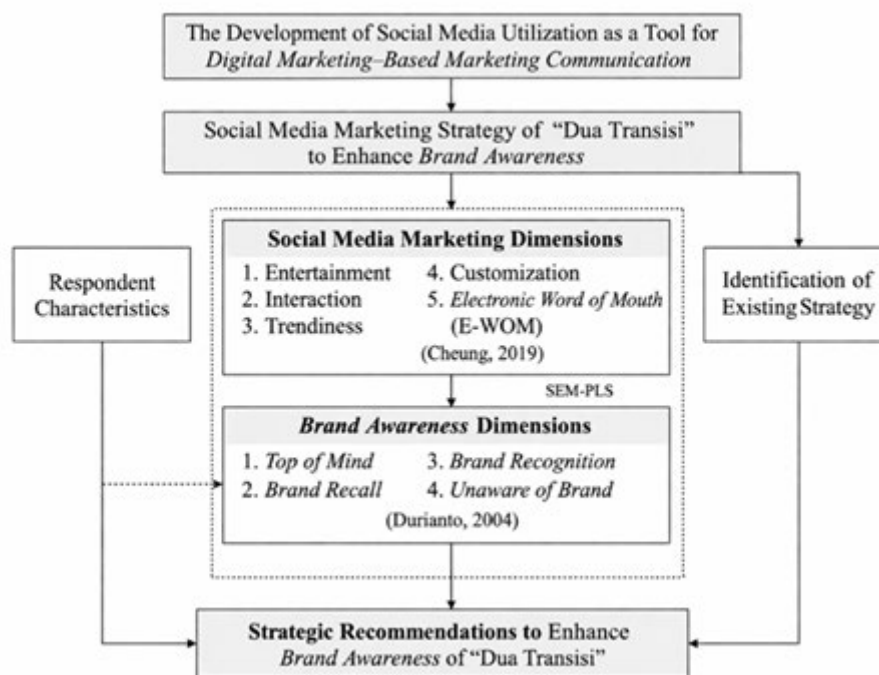 The Development of Social Media Utilization as a Tool for
Digital Marketing–Based Marketing Communication
Social Media Marketing Strategy of “Dua Transisi”
to Enhance Brand Awareness
Respondent
Characteristics
Social Media Marketing Dimensions
1. Entertainment
2. Interaction
3. Trendiness
4. Customization
5. Electronic Word of Mouth
(E-WOM)
(Cheung, 2019)
Identification of
Existing Strategy
SEM-PLS
Brand Awareness Dimensions
1. Top of Mind
2. Brand Recall
3. Brand Recognition
4. Unaware of Brand
(Durianto, 2004)
Strategic Recommendations to Enhance
Brand Awareness of “Dua Transisi”